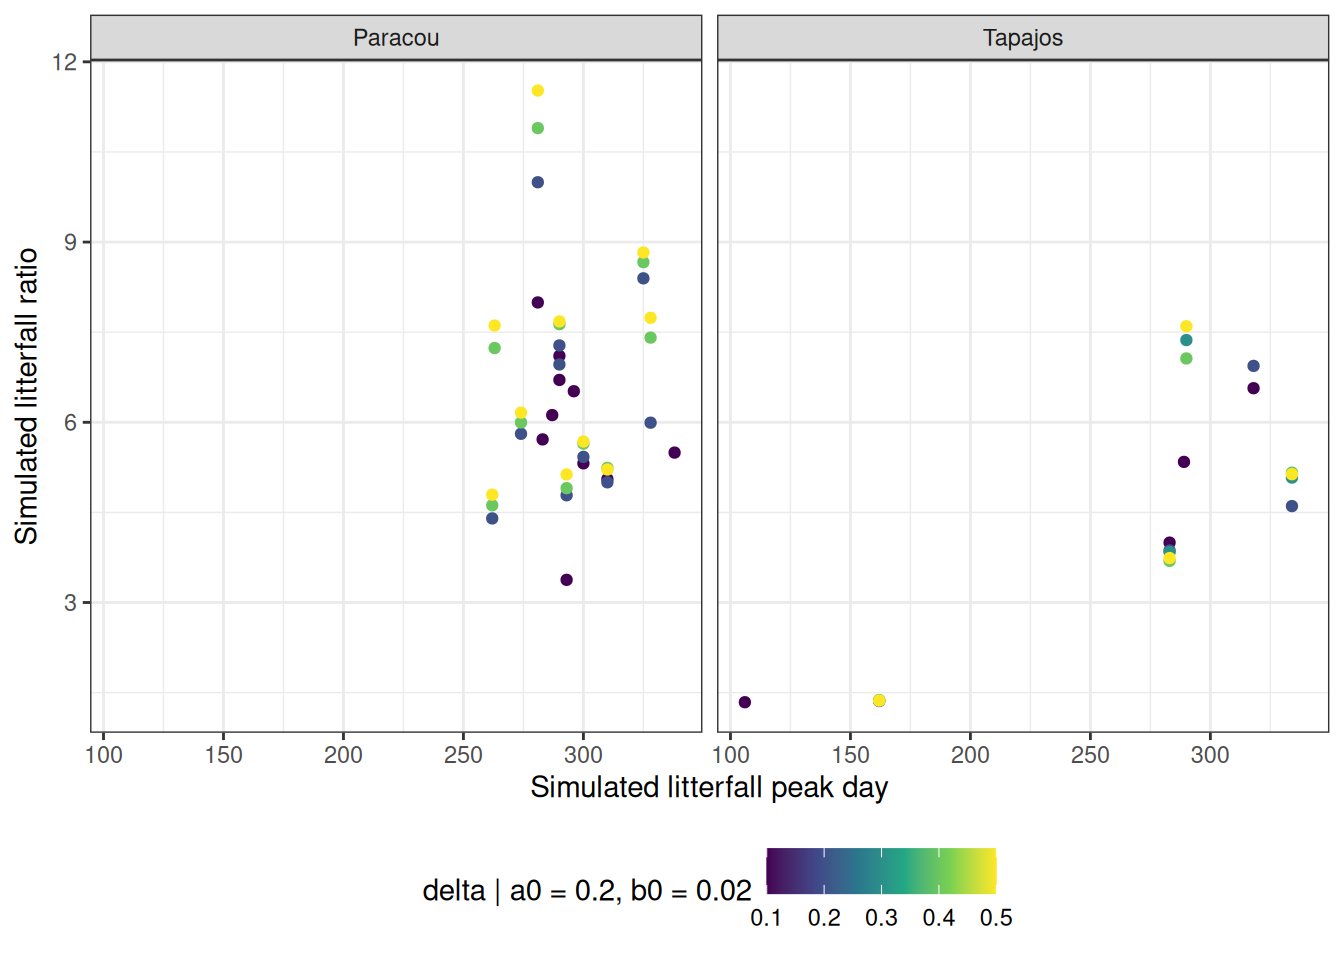 Paracou
Tapajos
Simulated litterfall ratio
12
9
6
3
100 150 200 250 300
100 150 200 250 300
Simulated litterfall peak day
delta | a0 = 0.2, b0 = 0.02
0.1 0.2 0.3 0.4 0.5